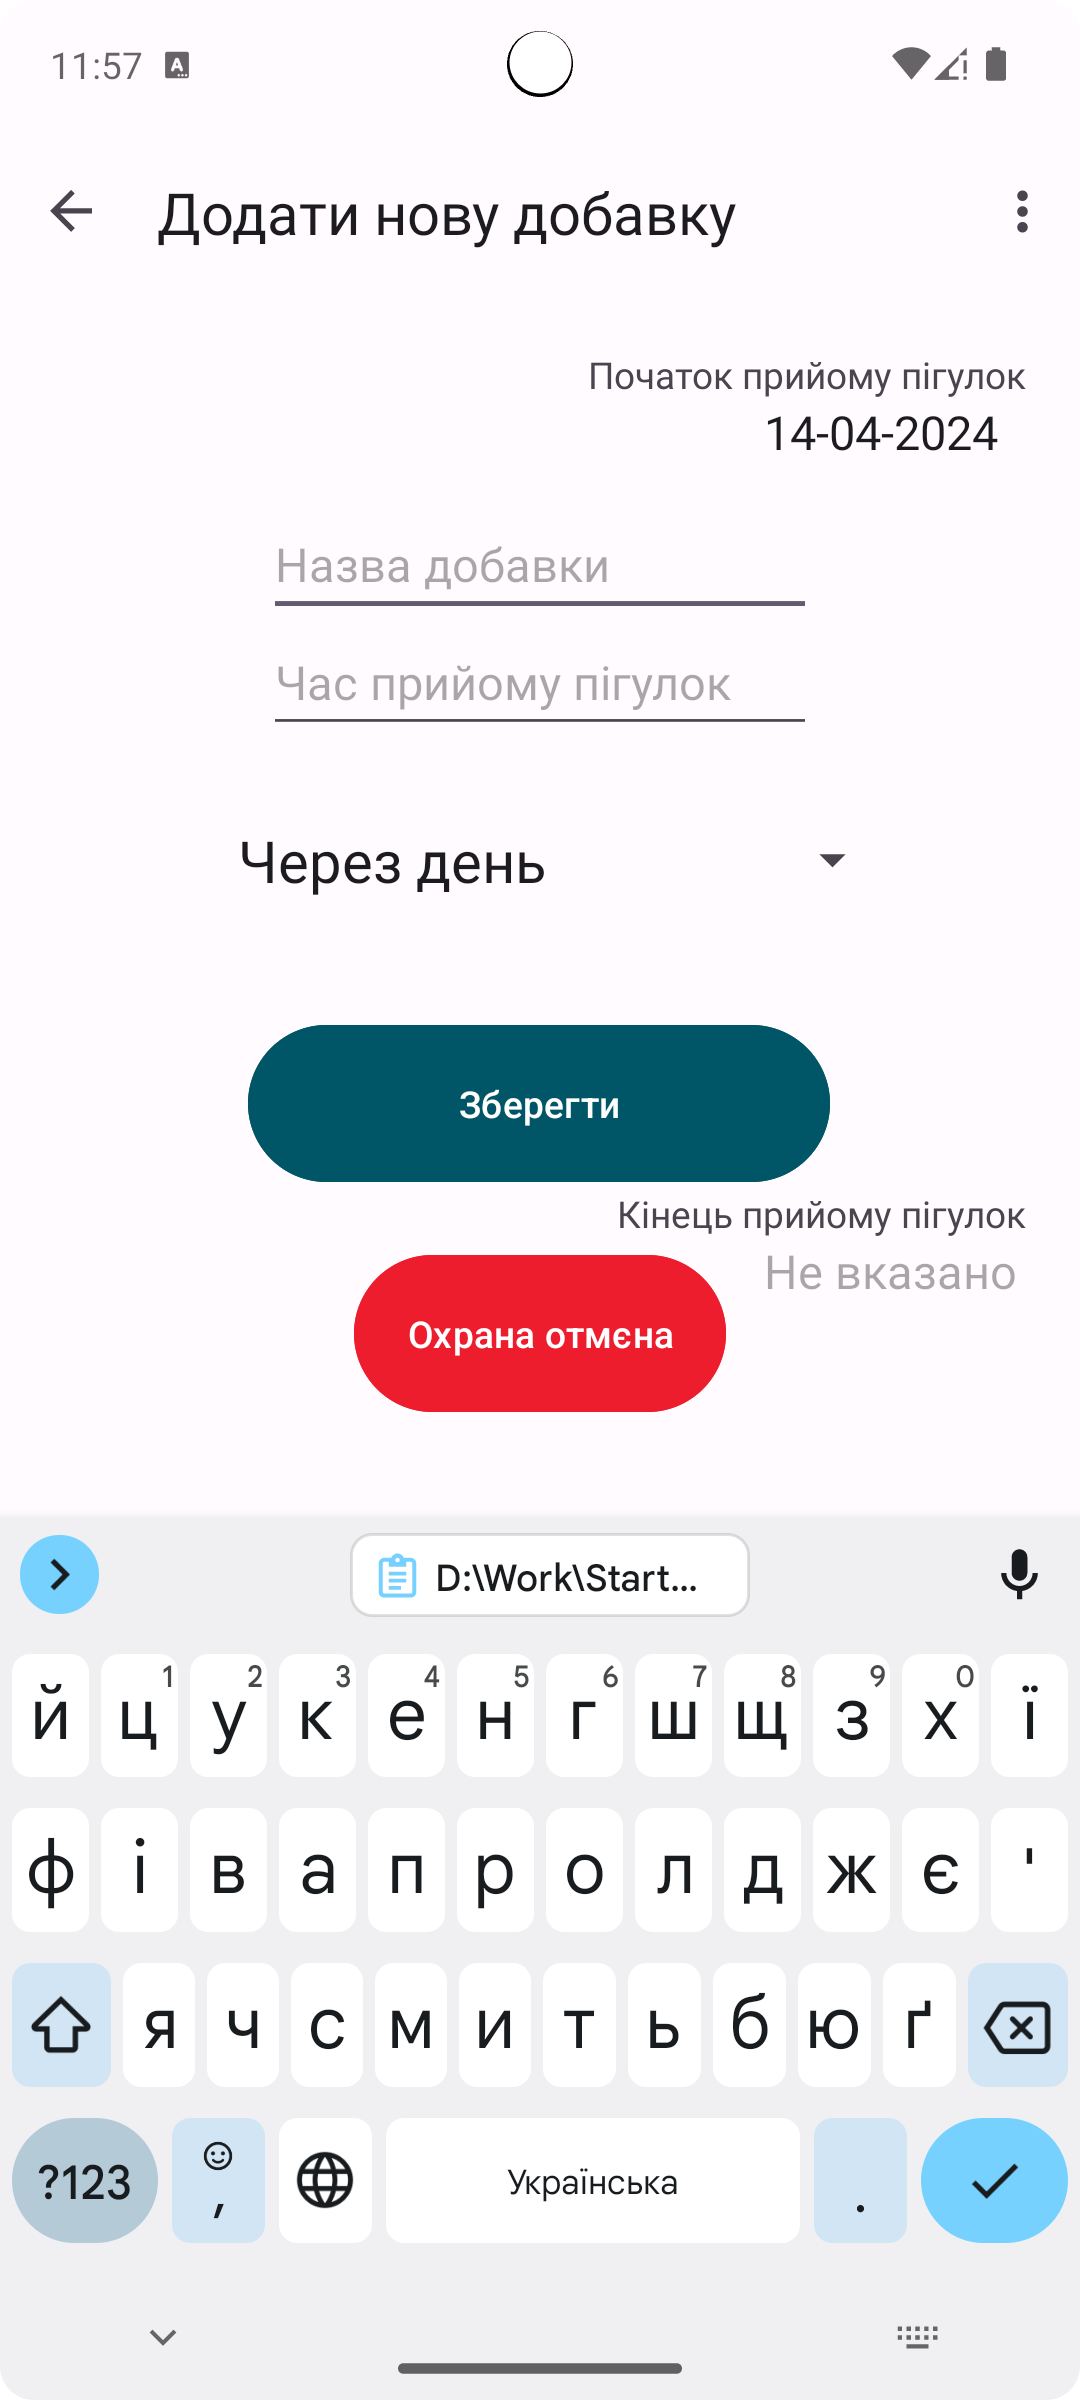 11:57
Додати нову добавку
Початок прийому пігулок
14-04-2024
Назва добавки
Час прийому пігулок
Через день
Зберегти
Кінець прийому пігулок
Не вказано
Охрана отмєна
D:\Work\Start...
й ц 1 у 2 к 3 е 4 н 5 г 6 ш 7 щ 8 з 9 х 0 ї
ф і в а п р о л д ж є '
я ч с м и т ь б ю ґ
?123 , Українська .